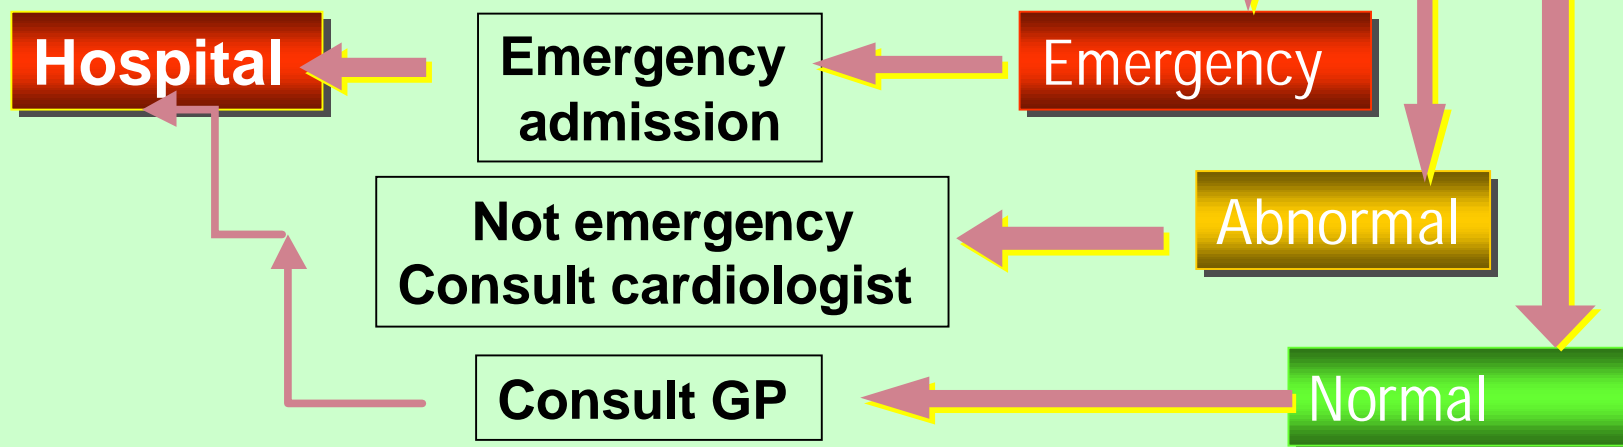 Hospital
Emergency
admission
Emergency
Not emergency
Consult cardiologist
Abnormal
Consult GP
Normal